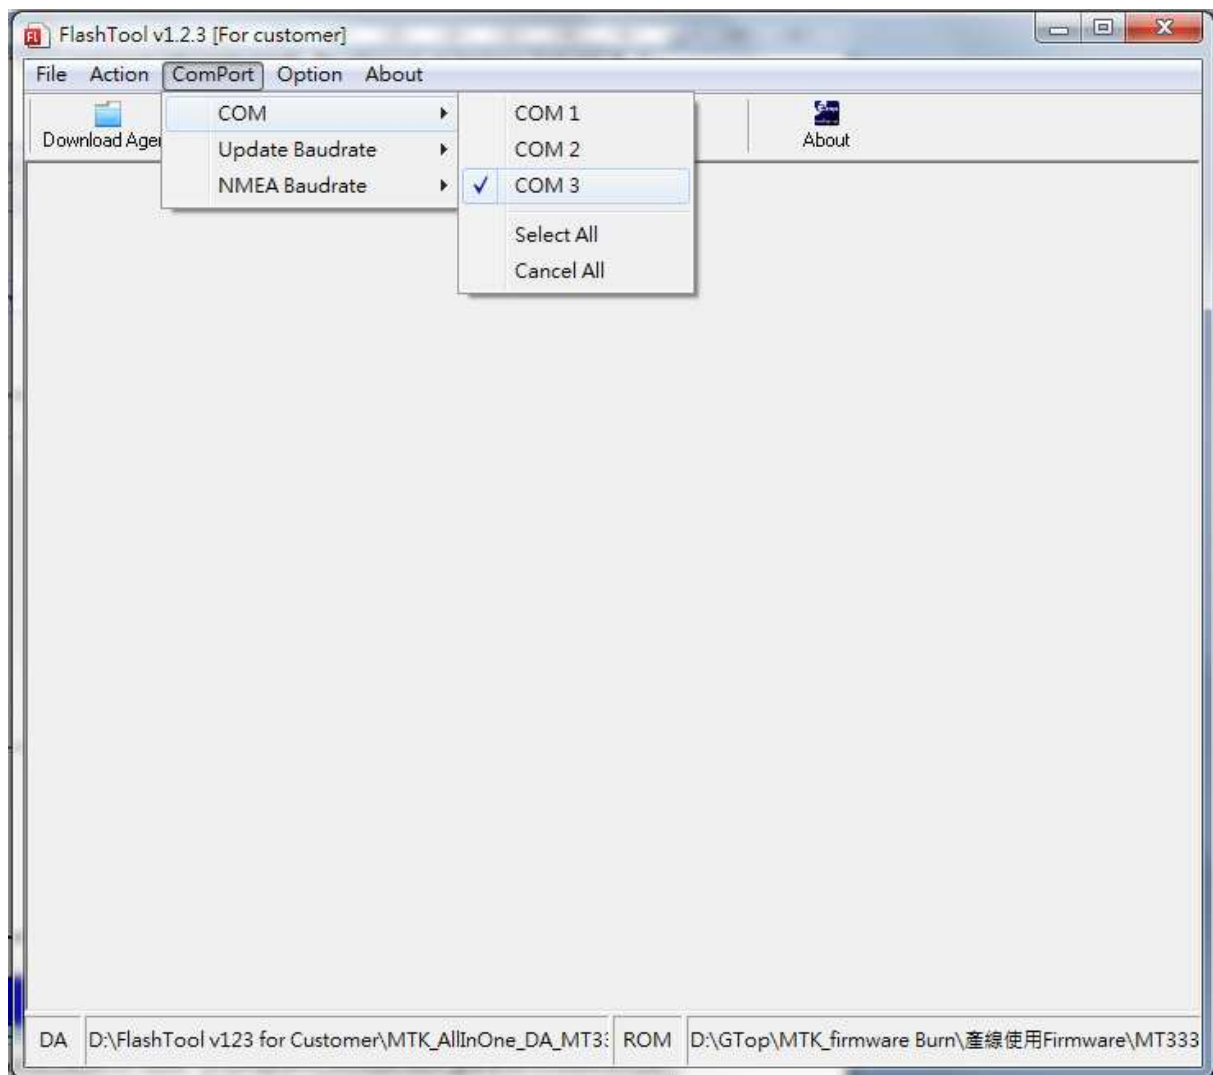 FlashTool v1.2.3 [For customer]
File Action ComPort Option About
COM
Update Baudrate
NMEA Baudrate
COM 1
COM 2
COM 3
Select All
Cancel All
Download Agen
About
DA D:\FlashTool v123 for Customer\MTK_AllInOne_DA_MT33 ROM D:\GTop\MTK_firmware Burn\產線使用Firmware\MT333